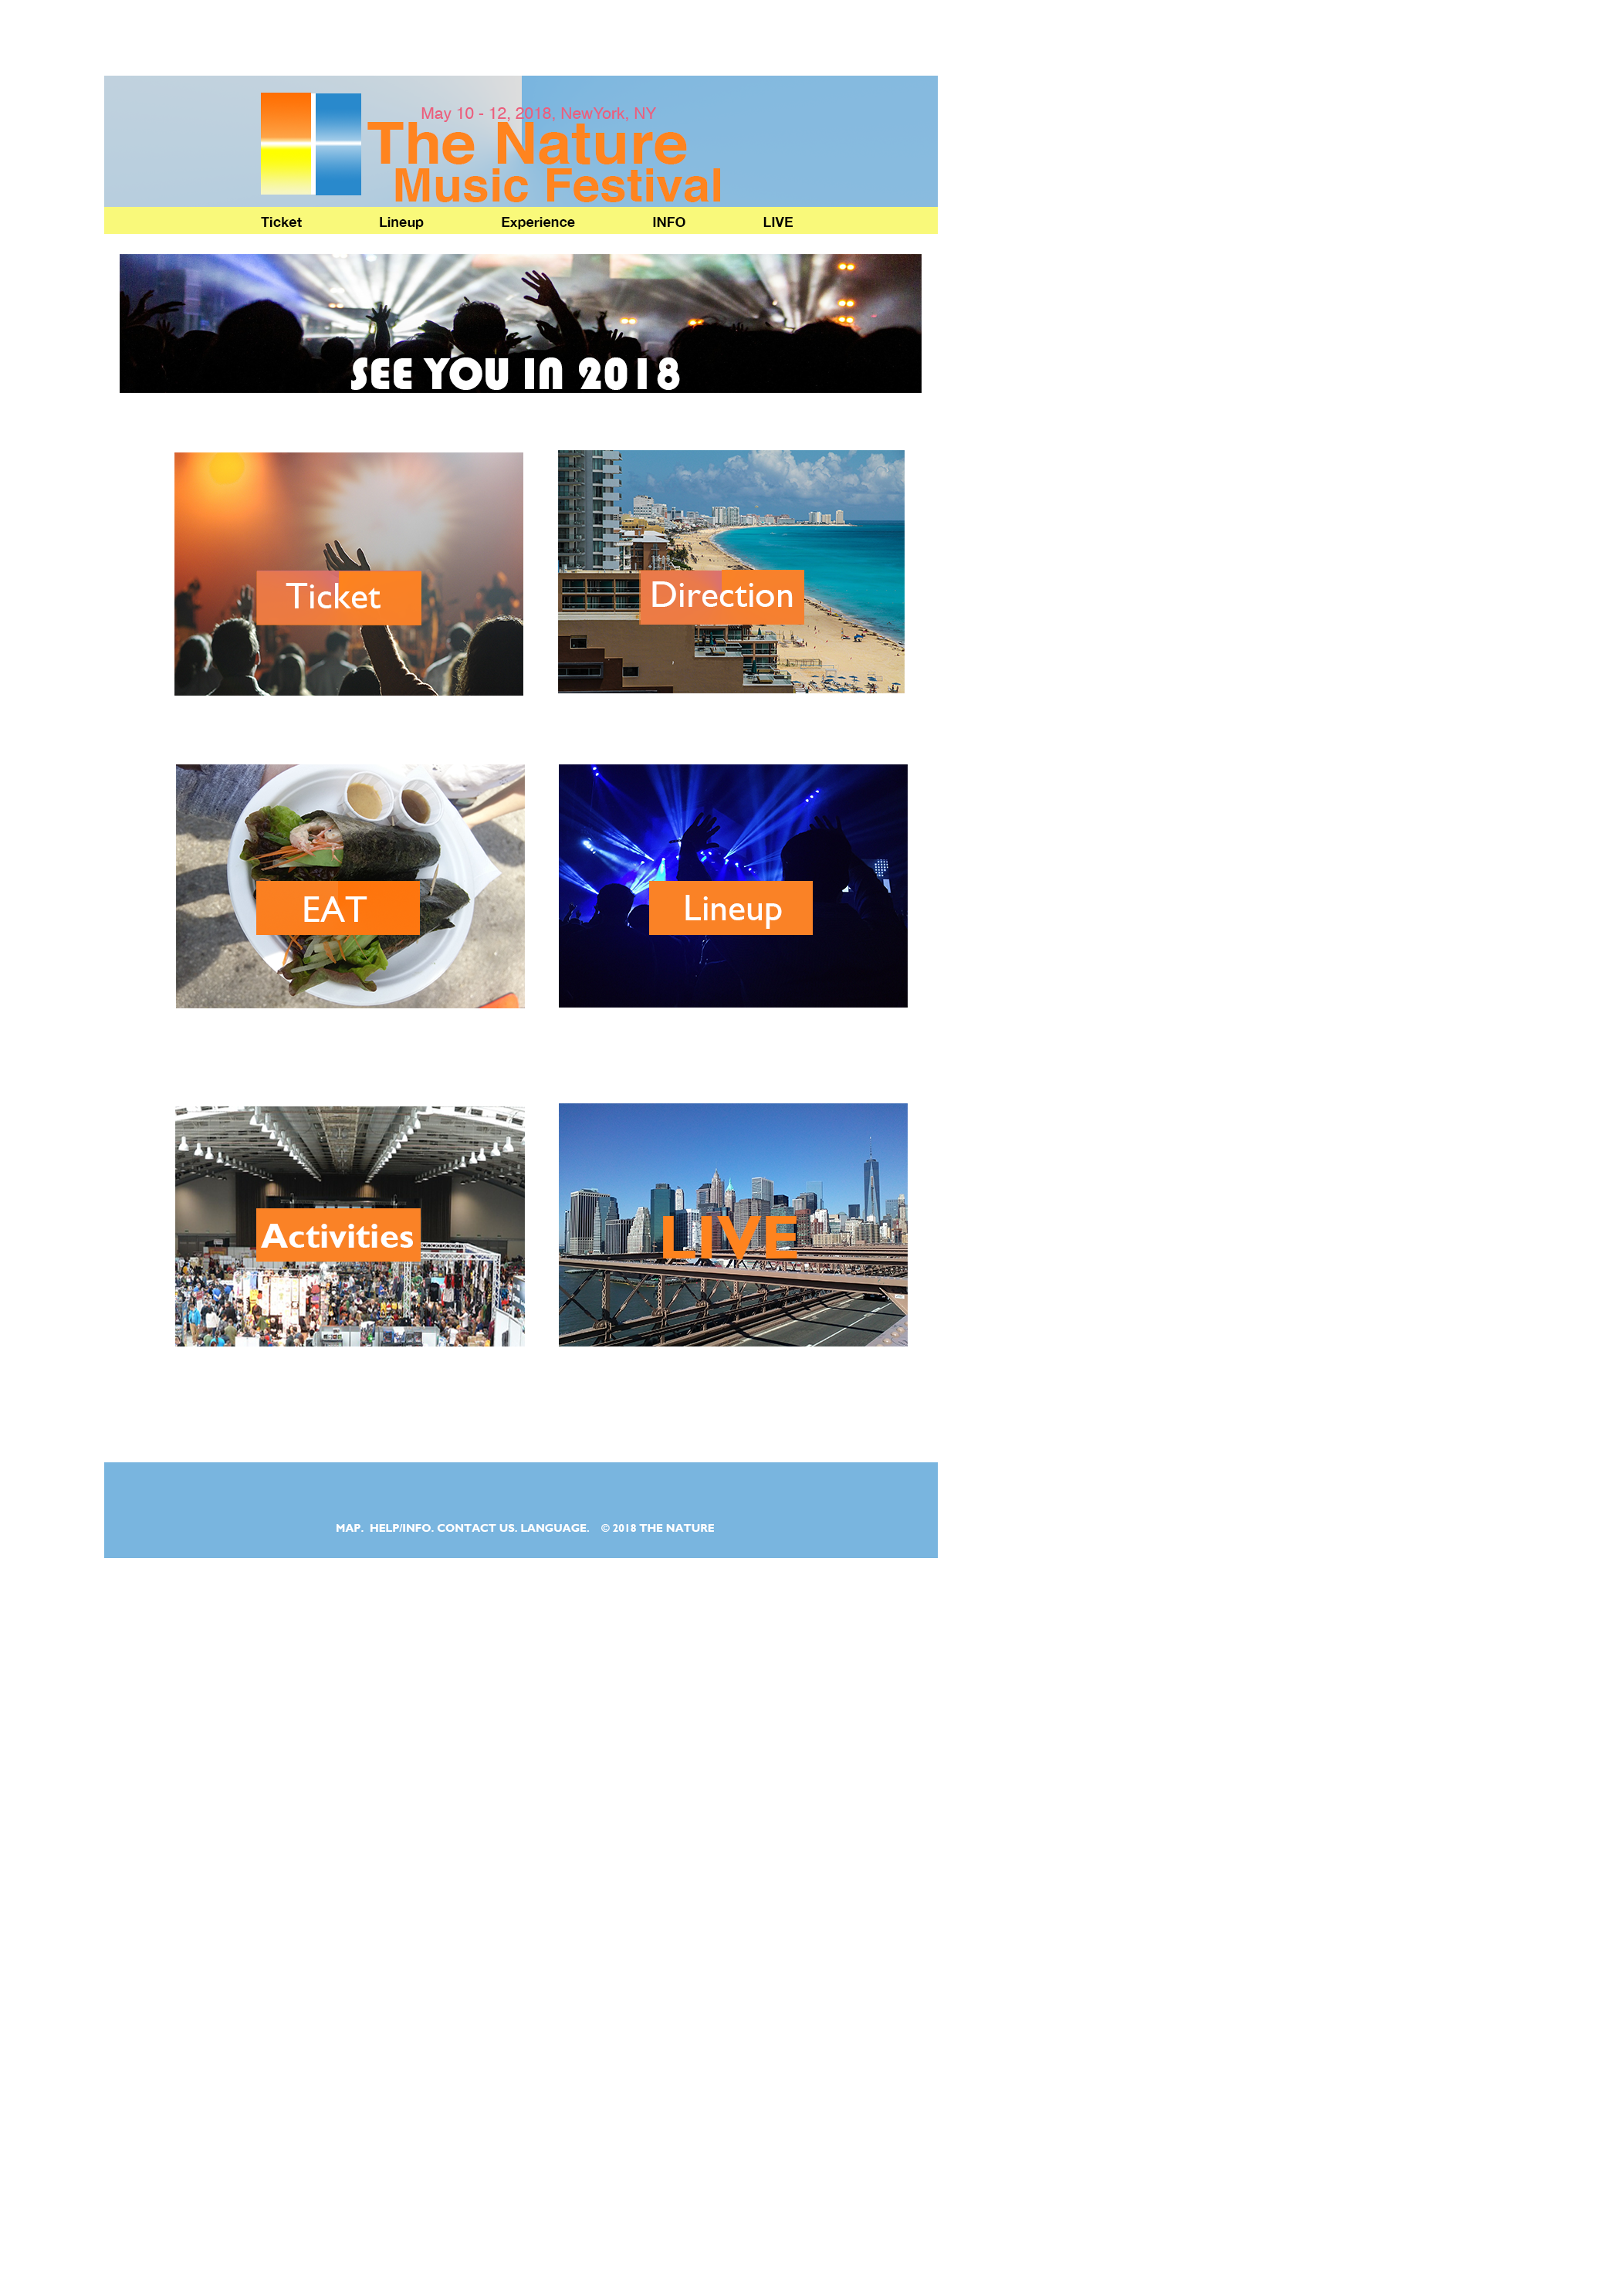 May 10 - 12, 2018, NewYork, NY
The Nature
Music Festival
Ticket Lineup Experience INFO LIVE
SEE YOU IN 2018
Ticket
Direction
EAT
Lineup
Activities
LIVE
MAP. HELP/INFO. CONTACT US. LANGUAGE. © 2018 THE NATURE